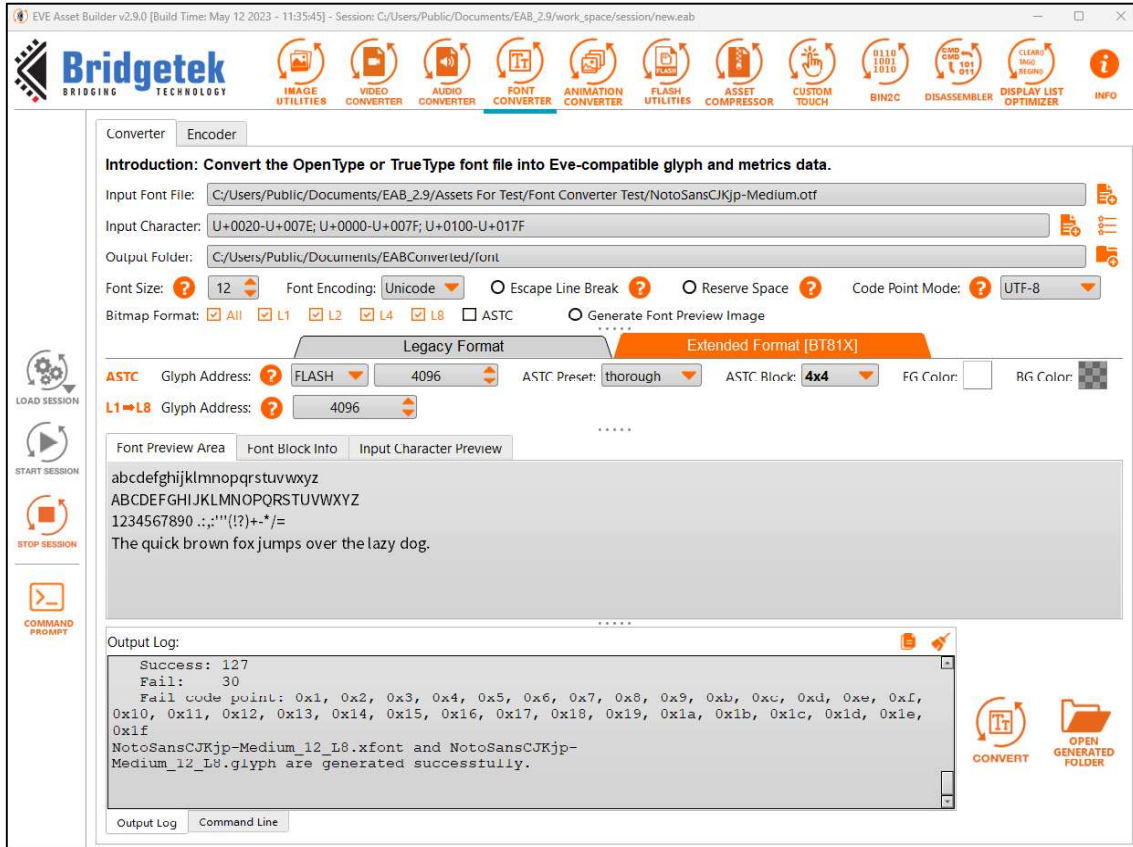 EVE Asset Builder v2.9.0 [Build Time: May 12 2023 - 11:35:45] - Session: C:/Users/Public/Documents/EAB_2.9/work_space/session/new.eab
Bridgetek
BRIDGING TECHNOLOGY
IMAGE UTILITIES
VIDEO CONVERTER
AUDIO CONVERTER
FONT CONVERTER
ANIMATION CONVERTER
FLASH UTILITIES
ASSET COMPRESSOR
CUSTOM TOUCH
BIN2C
DISASSEMBLER
DISPLAY LIST OPTIMIZER
INFO
Converter Encoder
Introduction: Convert the OpenType or TrueType font file into Eve-compatible glyph and metrics data.
Input Font File: C:/Users/Public/Documents/EAB_2.9/Assets For Test/Font Converter Test/NotoSansCJKjp-Medium.otf
Input Character: U+0020-U+007E; U+0000-U+007F; U+0100-U+017F
Output Folder: C:/Users/Public/Documents/EABConverted/font
Font Size: ? 12 Font Encoding: Unicode Escape Line Break ? Reserve Space ? Code Point Mode: ? UTF-8
Bitmap Format: All L1 L2 L4 L8 ASTC Generate Font Preview Image
Legacy Format Extended Format [BT81X]
ASTC Glyph Address: ? FLASH 4096 ASTC Preset: thorough ASTC Block: 4x4 FG Color: BG Color:
L1➡L8 Glyph Address: ? 4096
Font Preview Area Font Block Info Input Character Preview
abcdefghijklmnopqrstuvwxyz
ABCDEFGHIJKLMNOPQRSTUVWXYZ
1234567890 .:,:'''(!?)+-*/=
The quick brown fox jumps over the lazy dog.
LOAD SESSION
START SESSION
STOP SESSION
COMMAND PROMPT
Output Log:
Success: 127
Fail: 30
Fail code point: 0x1, 0x2, 0x3, 0x4, 0x5, 0x6, 0x7, 0x8, 0x9, 0xb, 0xc, 0xd, 0xe, 0xf,
0x10, 0x11, 0x12, 0x13, 0x14, 0x15, 0x16, 0x17, 0x18, 0x19, 0x1a, 0x1b, 0x1c, 0x1d, 0x1e,
0x1f
NotoSansCJKjp-Medium_12_L8.xfont and NotoSansCJKjp-
Medium_12_L8.glyph are generated successfully.
CONVERT
OPEN GENERATED FOLDER
Output Log Command Line